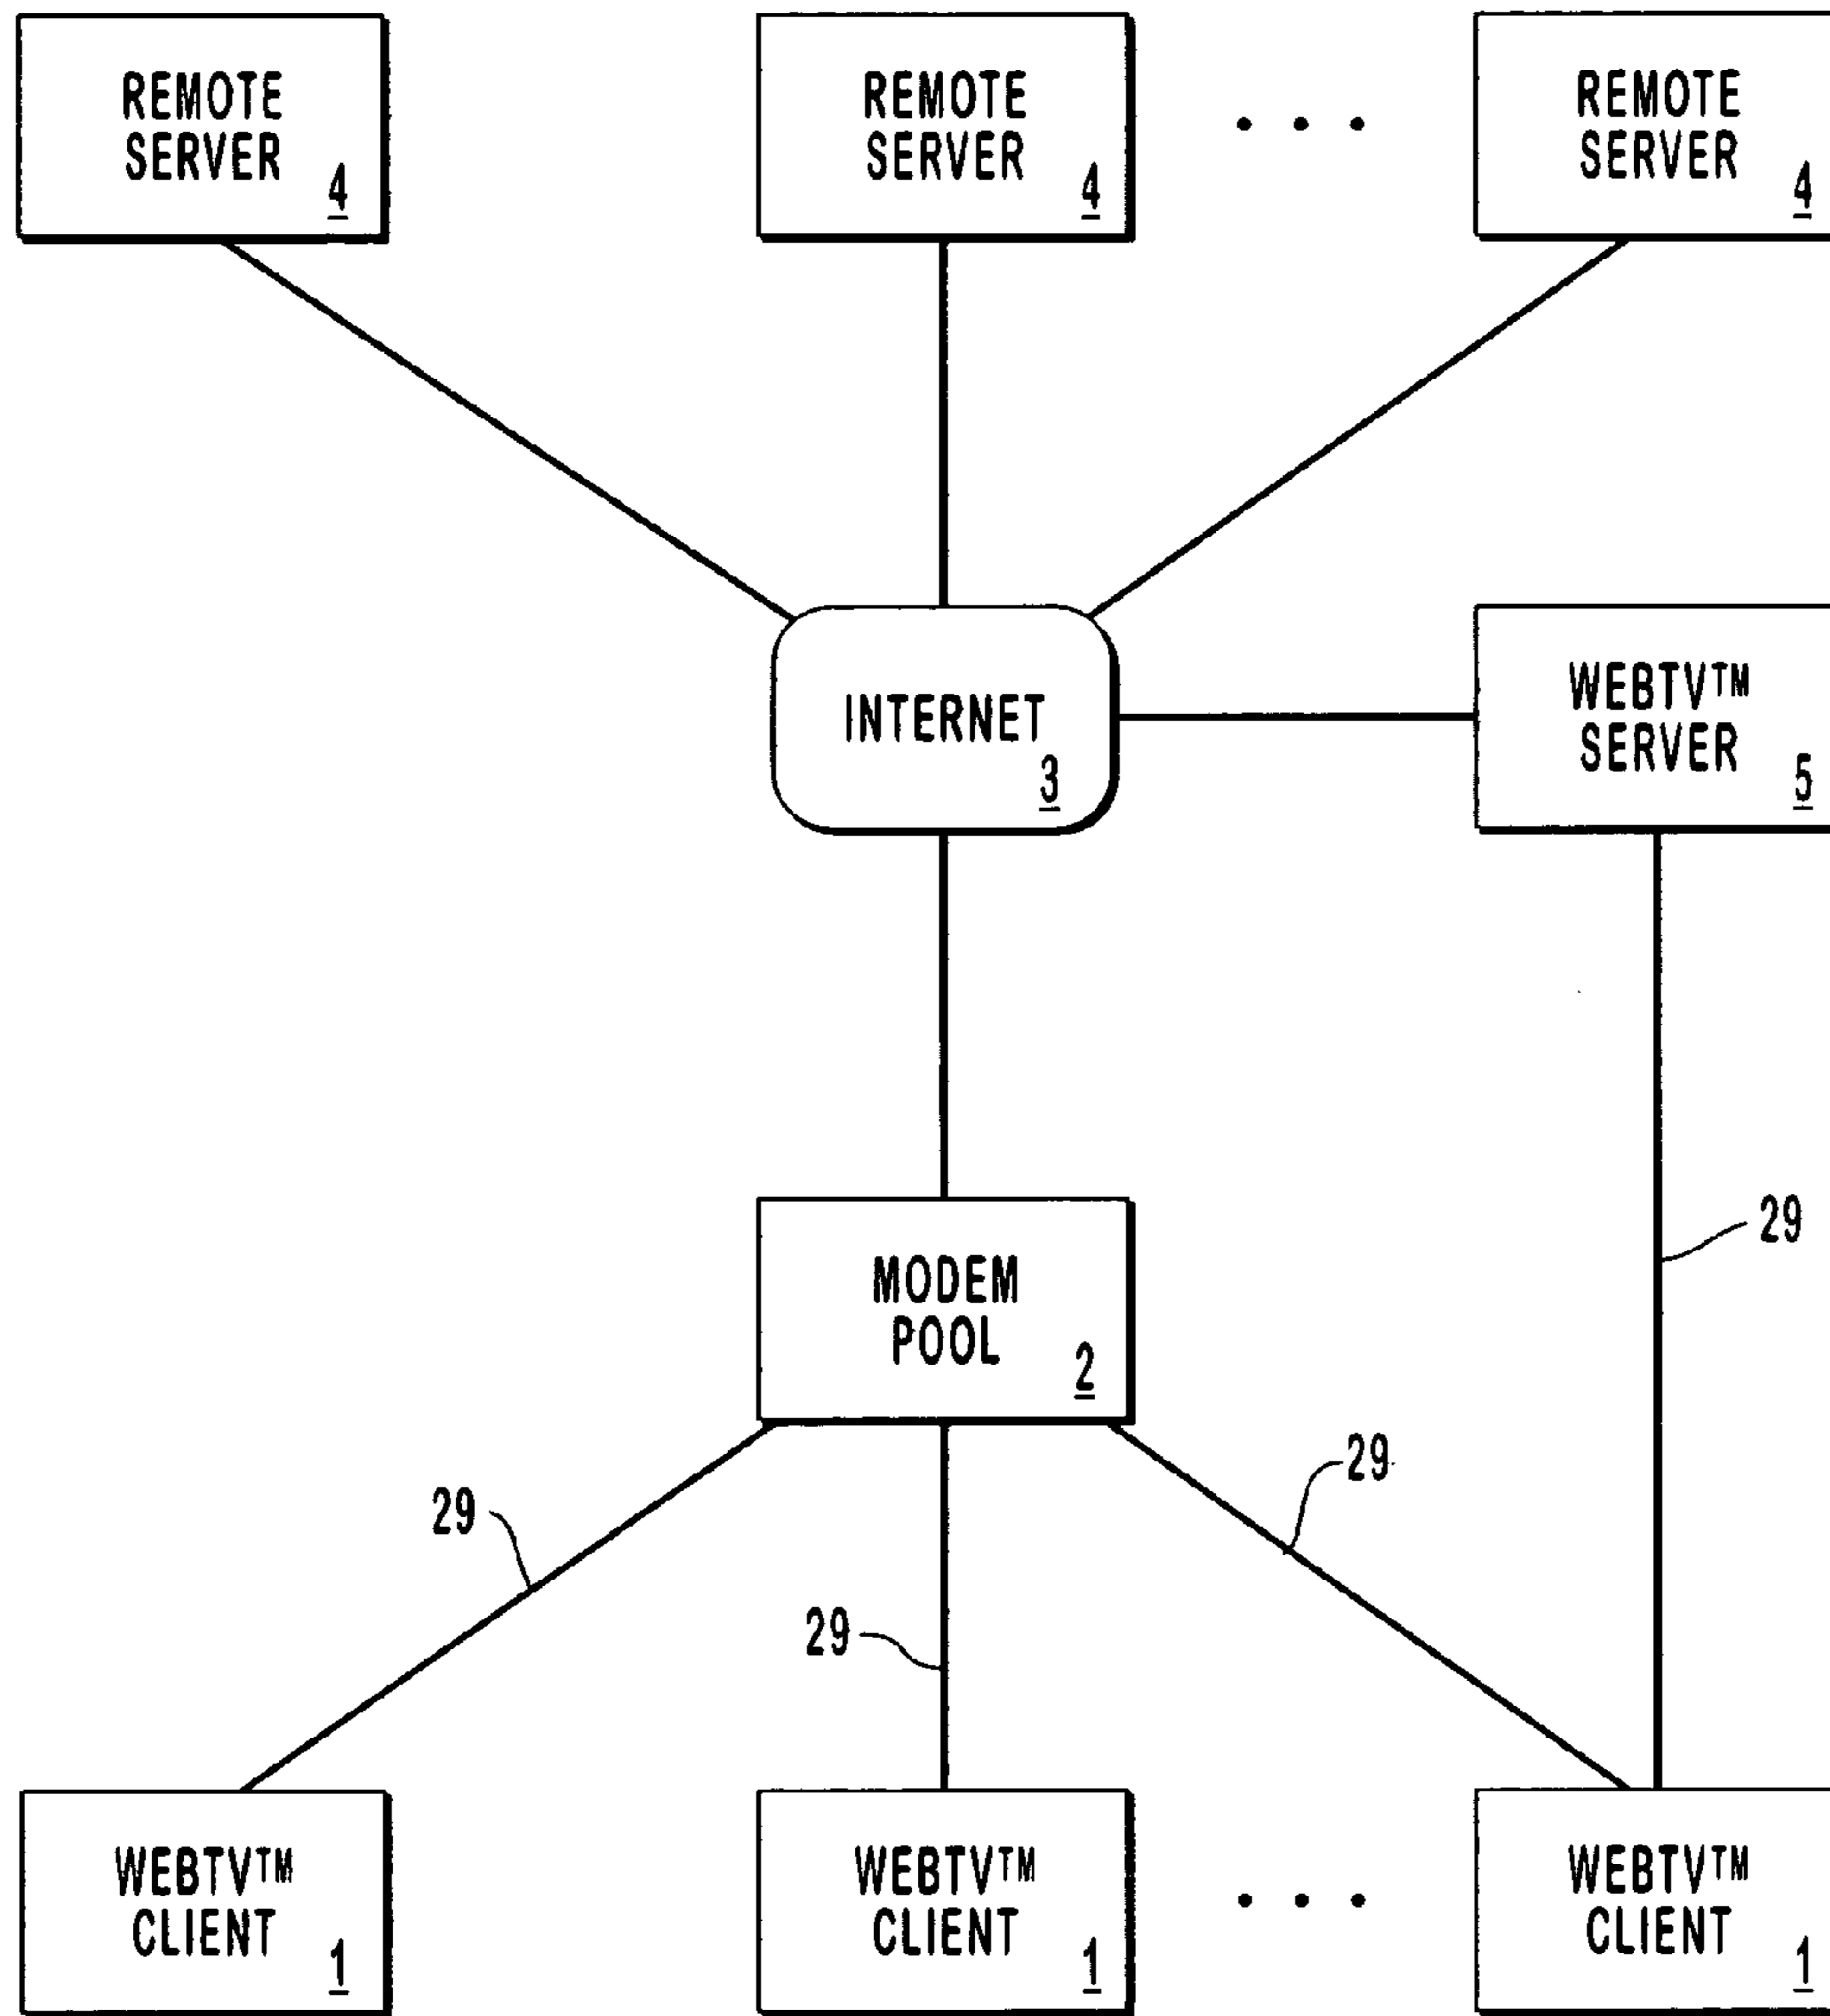 REMOTE
SERVER
4
REMOTE
SERVER
4
REMOTE
SERVER
4
INTERNET
3
WEBTV™
SERVER
5
MODEM
POOL
2
29
29
29
29
WEBTV™
CLIENT
1
WEBTV™
CLIENT
1
WEBTV™
CLIENT
1